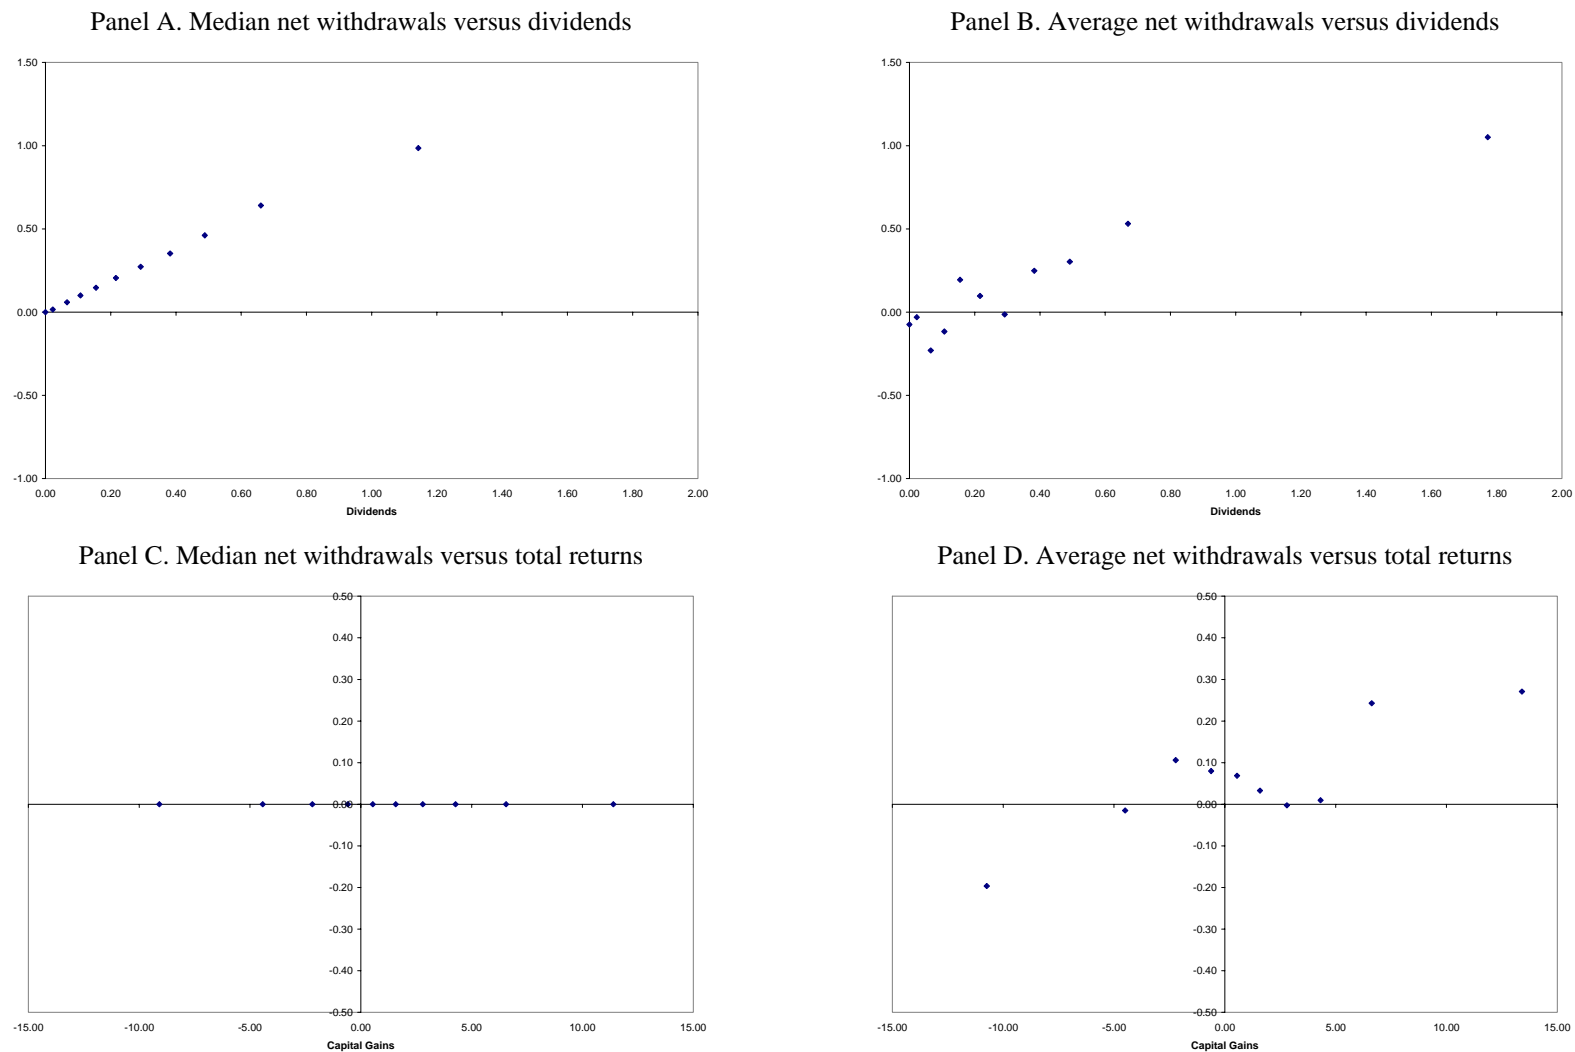 Panel A. Median net withdrawals versus dividends
1.50
1.00
0.50
0.00
-0.50
-1.00
0.00 0.20 0.40 0.60 0.80 1.00 1.20 1.40 1.60 1.80 2.00
Dividends
Panel B. Average net withdrawals versus dividends
1.50
1.00
0.50
0.00
-0.50
-1.00
0.00 0.20 0.40 0.60 0.80 1.00 1.20 1.40 1.60 1.80 2.00
Dividends
Panel C. Median net withdrawals versus total returns
0.50
0.40
0.30
0.20
0.10
0.00
-0.10
-0.20
-0.30
-0.40
-0.50
-15.00 -10.00 -5.00 0.00 5.00 10.00 15.00
Capital Gains
Panel D. Average net withdrawals versus total returns
0.50
0.40
0.30
0.20
0.10
0.00
-0.10
-0.20
-0.30
-0.40
-0.50
-15.00 -10.00 -5.00 0.00 5.00 10.00 15.00
Capital Gains